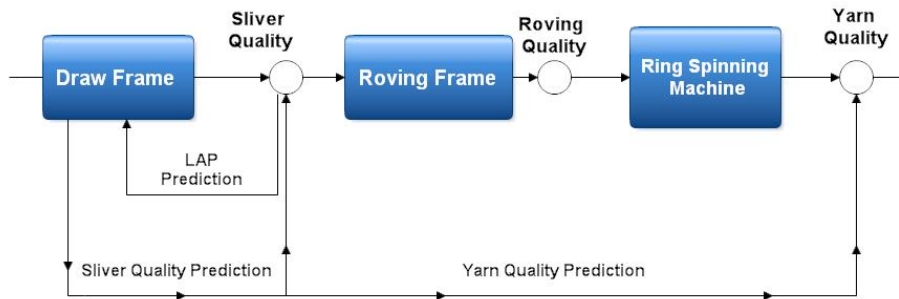 Sliver
Quality
Roving
Quality
Yarn
Quality
Draw Frame
Roving Frame
Ring Spinning
Machine
LAP
Prediction
Sliver Quality Prediction
Yarn Quality Prediction